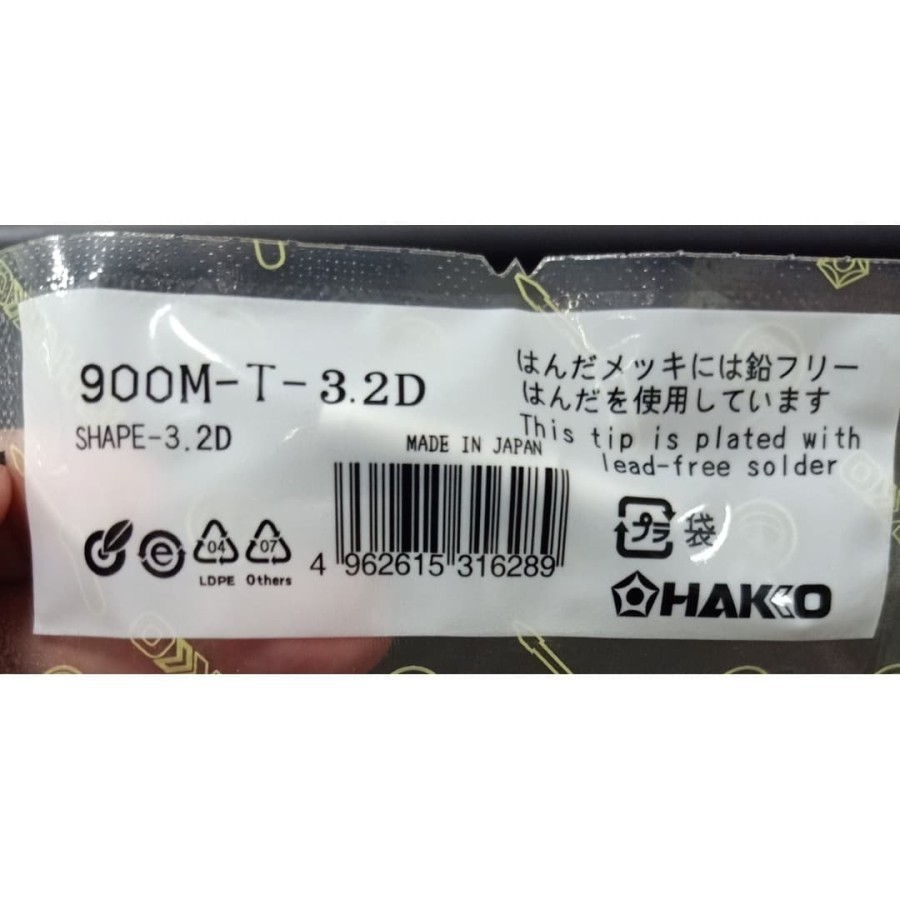 900M-T-3.2D
SHAPE-3.2D
MADE IN JAPAN
はんだメッキには鉛フリー
はんだを使用しています
This tip is plated with
lead-free solder
04
LDPE
07
Others
4 962615 316289
プラ 袋
HAKKO